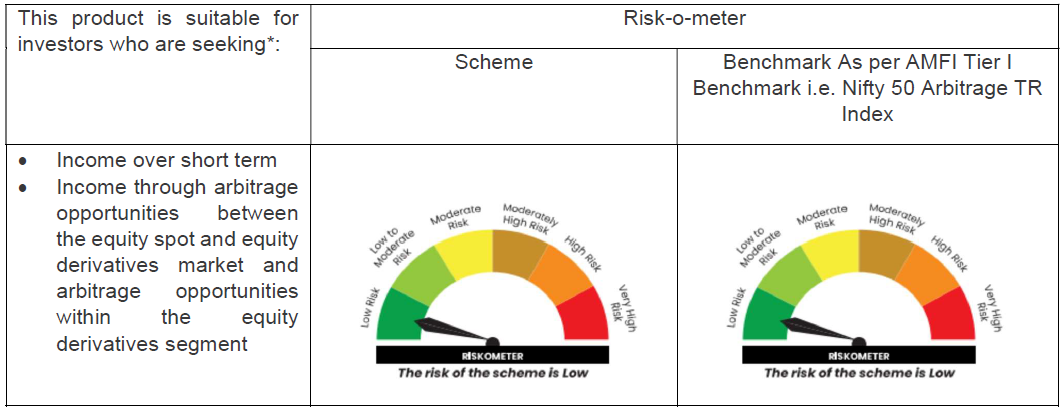 This product is suitable for
investors who are seeking*:
Risk-o-meter
Scheme
Benchmark As per AMFI Tier I
Benchmark i.e. Nifty 50 Arbitrage TR
Index
• Income over short term
• Income through arbitrage
opportunities between
the equity spot and equity
derivatives market and
arbitrage opportunities
within the equity
derivatives segment
Low Risk
Low to
Moderate
Risk
Moderate
Risk
Moderately
High Risk
High Risk
Very High
Risk
RISKOMETER
The risk of the scheme is Low
Low Risk
Low to
Moderate
Risk
Moderate
Risk
Moderately
High Risk
High Risk
Very High
Risk
RISKOMETER
The risk of the scheme is Low